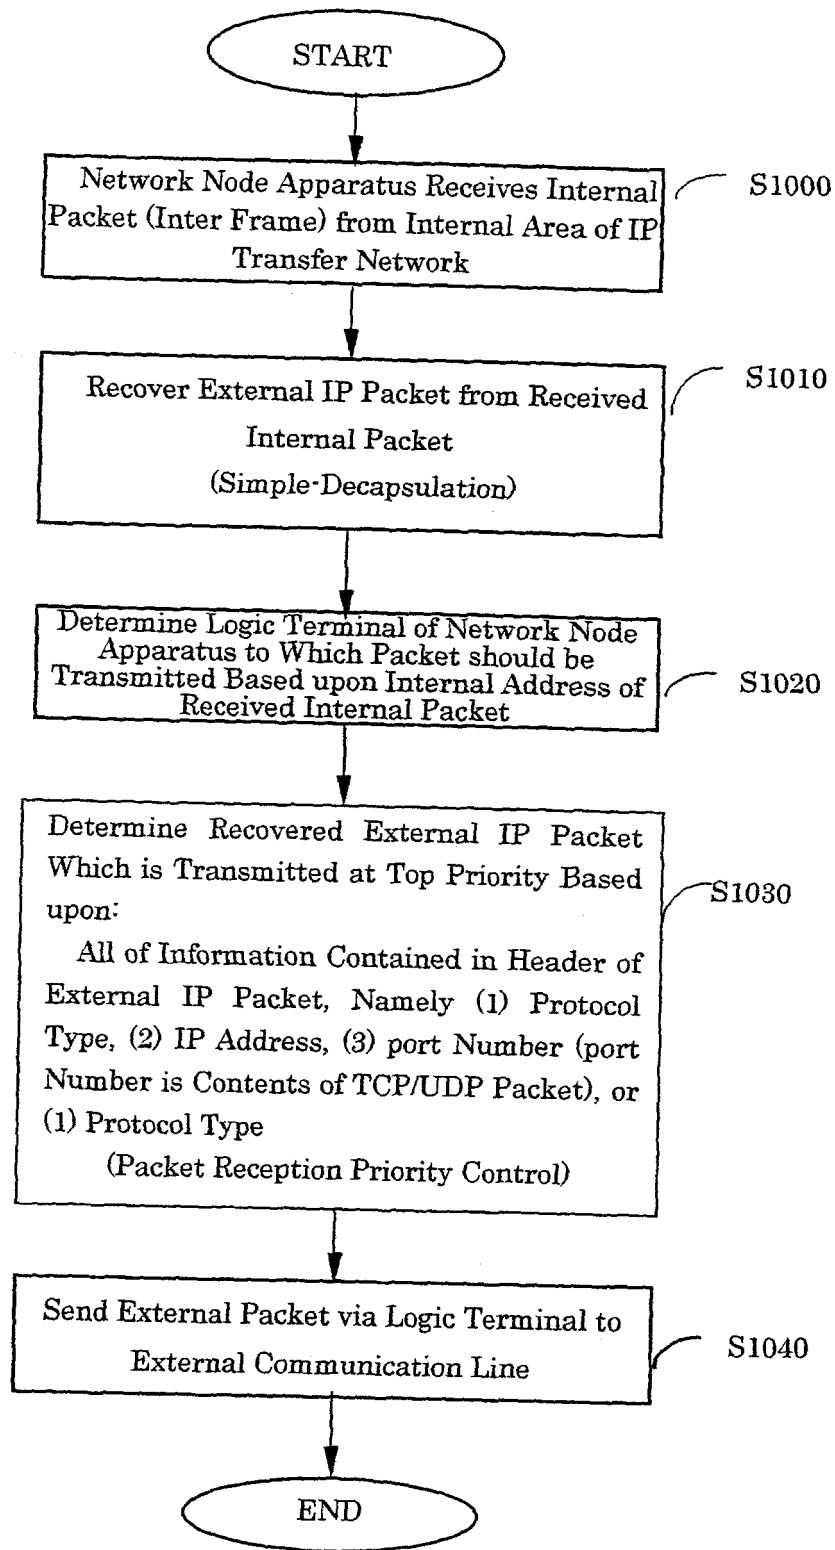 START
Network Node Apparatus Receives Internal
Packet (Inter Frame) from Internal Area of IP
Transfer Network
S1000
Recover External IP Packet from Received
Internal Packet
(Simple-Decapsulation)
S1010
Determine Logic Terminal of Network Node
Apparatus to Which Packet should be
Transmitted Based upon Internal Address of
Received Internal Packet
S1020
Determine Recovered External IP Packet
Which is Transmitted at Top Priority Based
upon:
All of Information Contained in Header of
External IP Packet, Namely (1) Protocol
Type, (2) IP Address, (3) port Number (port
Number is Contents of TCP/UDP Packet), or
(1) Protocol Type
(Packet Reception Priority Control)
S1030
Send External Packet via Logic Terminal to
External Communication Line
S1040
END